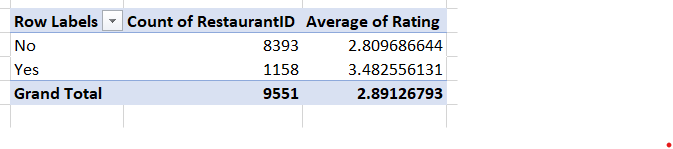 Row Labels Count of RestaurantID Average of Rating
No 8393 2.809686644
Yes 1158 3.482556131
Grand Total 9551 2.89126793